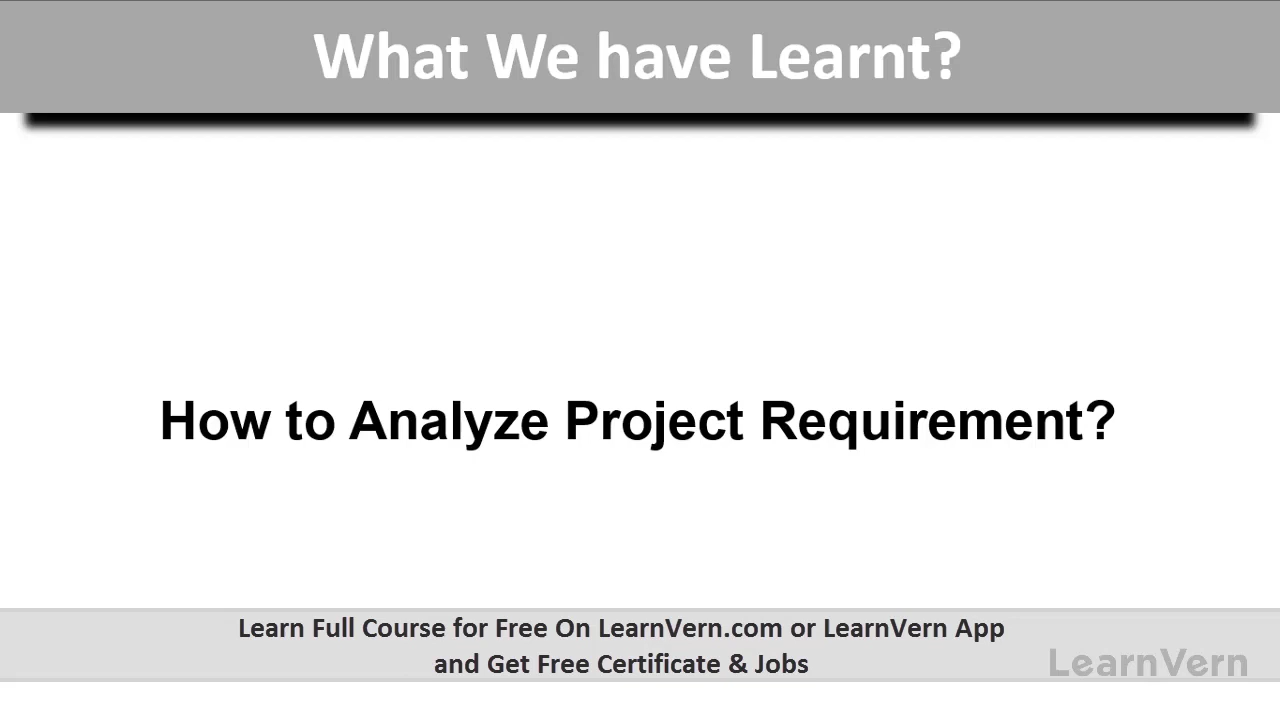 What We have Learnt?
How to Analyze Project Requirement?
Learn Full Course for Free On LearnVern.com or LearnVern App
and Get Free Certificate & Jobs
LearnVern